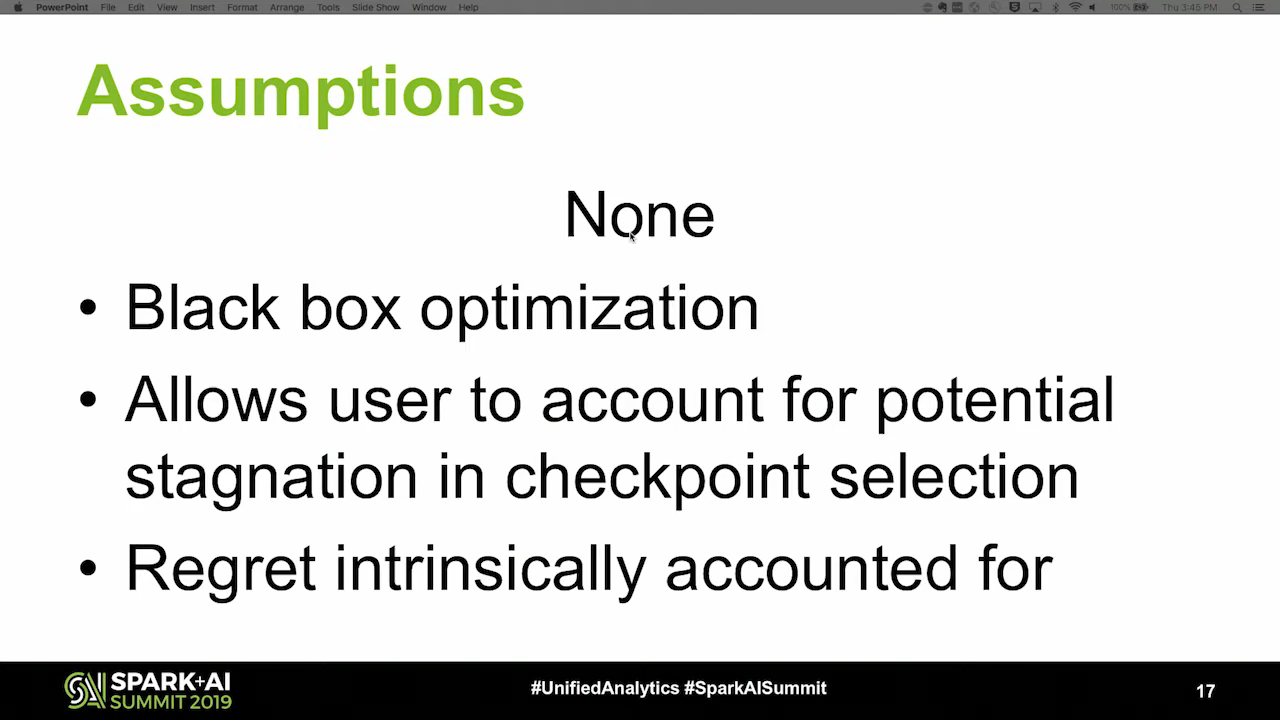 PowerPoint File Edit View Insert Format Arrange Tools Slide Show Window Help 100% Thu 3:45 PM
Assumptions
None
• Black box optimization
• Allows user to account for potential
stagnation in checkpoint selection
• Regret intrinsically accounted for
SPARK+AI
SUMMIT 2019
#UnifiedAnalytics #SparkAISummit
17